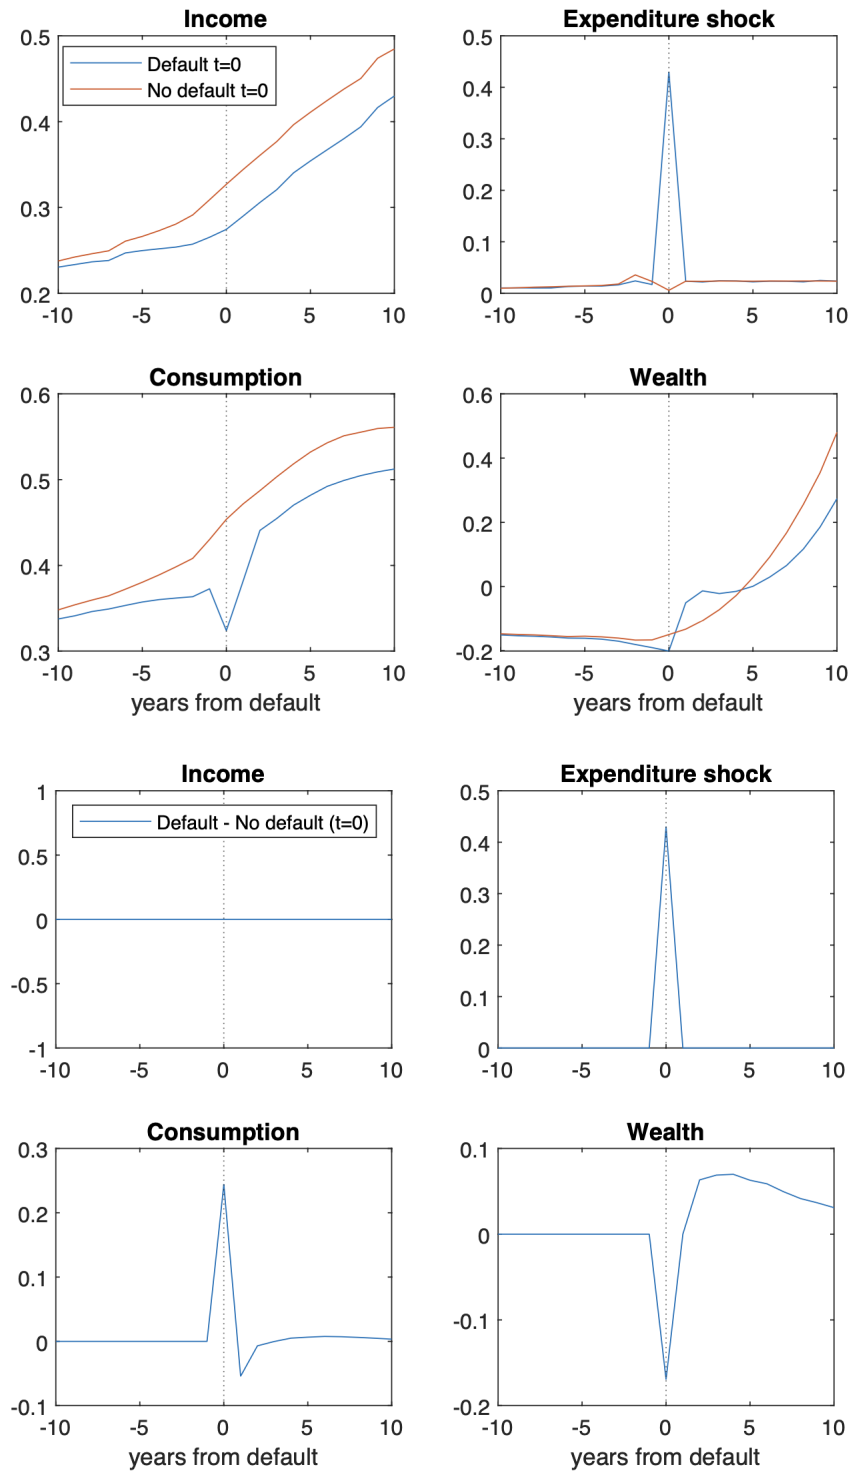 Income
0.5
0.4
0.3
0.2
Default t=0
No default t=0
-10 -5 0 5 10
Expenditure shock
0.5
0.4
0.3
0.2
0.1
0
-10 -5 0 5 10
Consumption
0.6
0.5
0.4
0.3
-10 -5 0 5 10
years from default
Wealth
0.6
0.4
0.2
0
-0.2
-10 -5 0 5 10
years from default
Income
1
0.5
0
-0.5
-1
Default - No default (t=0)
-10 -5 0 5 10
Expenditure shock
0.5
0.4
0.3
0.2
0.1
0
-10 -5 0 5 10
Consumption
0.3
0.2
0.1
0
-0.1
-10 -5 0 5 10
years from default
Wealth
0.1
0
-0.1
-0.2
-10 -5 0 5 10
years from default